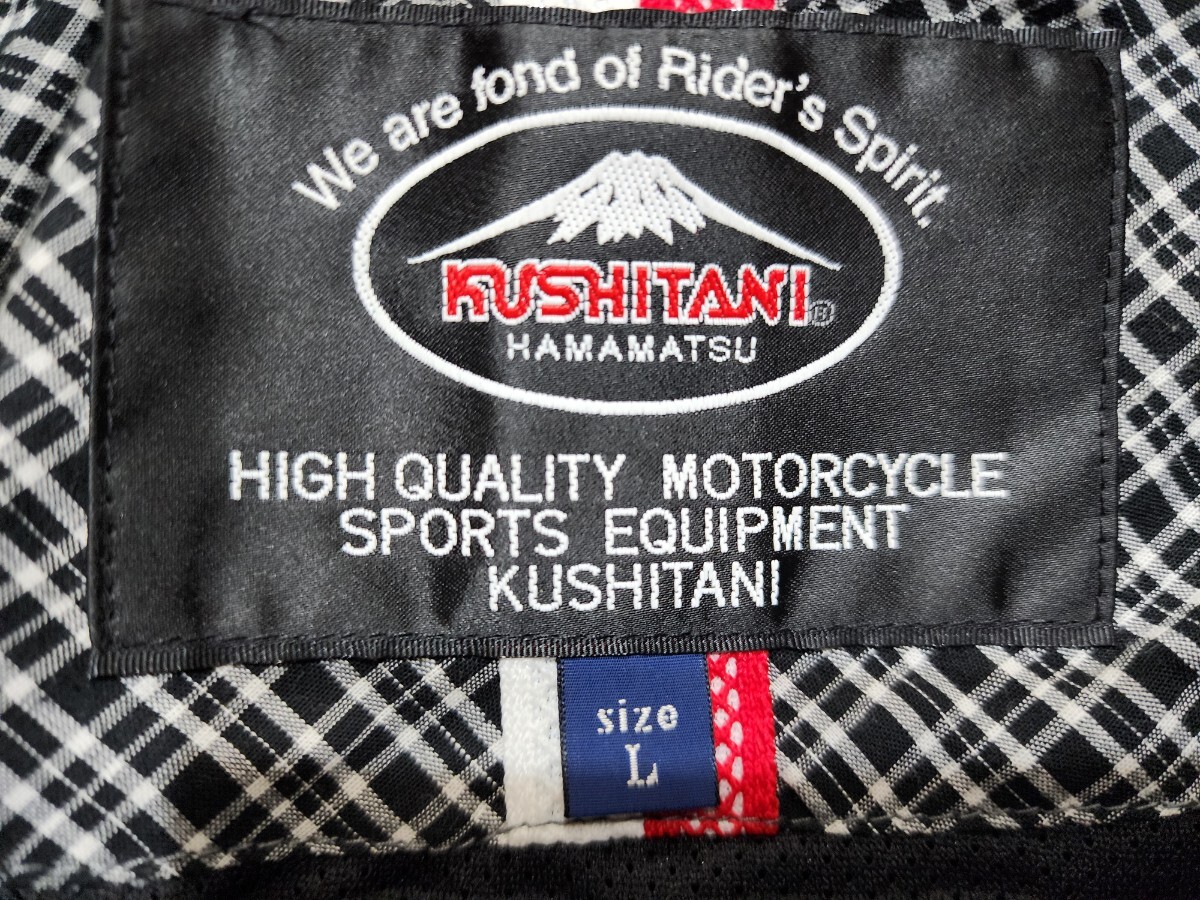 We are fond of Rider's Spirit.
KUSHITANI®
HAMAMATSU
HIGH QUALITY MOTORCYCLE
SPORTS EQUIPMENT
KUSHITANI
size
L